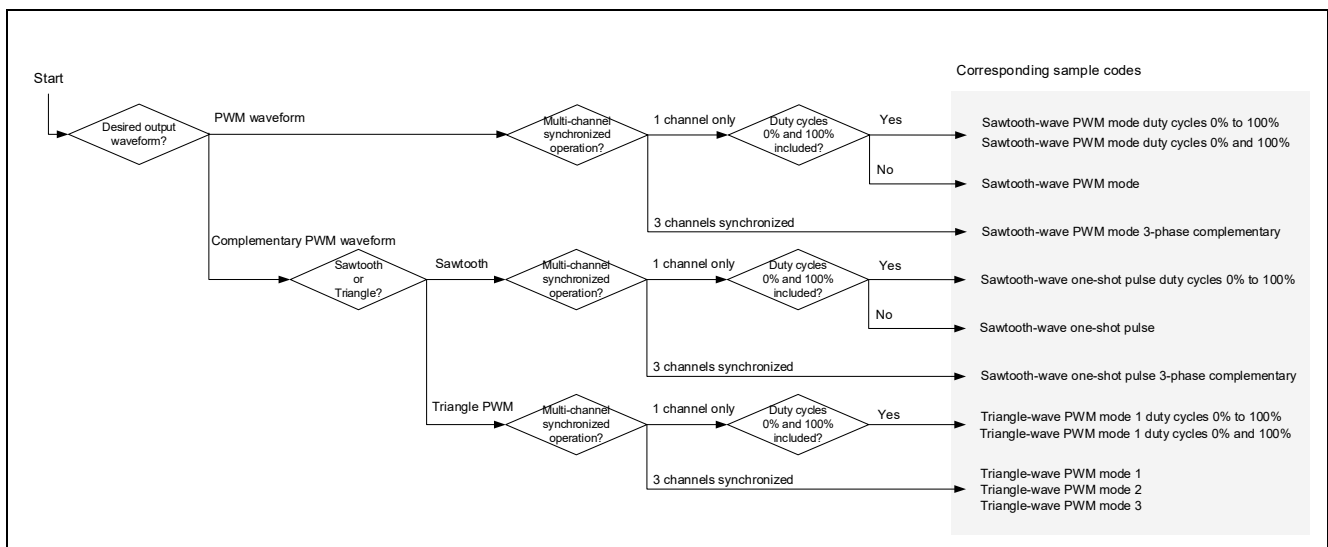 Corresponding sample codes
Start
Desired output
waveform?
PWM waveform
Multi-channel
synchronized
operation?
1 channel only
Duty cycles
0% and 100%
included?
Yes
Sawtooth-wave PWM mode duty cycles 0% to 100%
Sawtooth-wave PWM mode duty cycles 0% and 100%
No
Sawtooth-wave PWM mode
3 channels synchronized
Sawtooth-wave PWM mode 3-phase complementary
Complementary PWM waveform
Sawtooth
or
Triangle?
Sawtooth
Multi-channel
synchronized
operation?
1 channel only
Duty cycles
0% and 100%
included?
Yes
Sawtooth-wave one-shot pulse duty cycles 0% to 100%
No
Sawtooth-wave one-shot pulse
3 channels synchronized
Sawtooth-wave one-shot pulse 3-phase complementary
Triangle PWM
Multi-channel
synchronized
operation?
1 channel only
Duty cycles
0% and 100%
included?
Yes
Triangle-wave PWM mode 1 duty cycles 0% to 100%
Triangle-wave PWM mode 1 duty cycles 0% and 100%
3 channels synchronized
Triangle-wave PWM mode 1
Triangle-wave PWM mode 2
Triangle-wave PWM mode 3